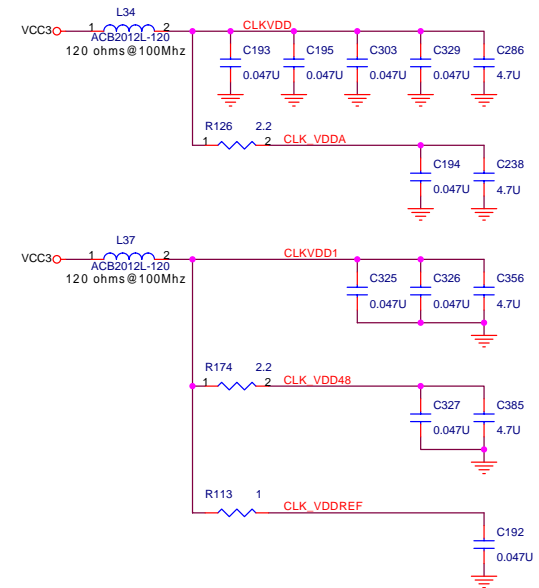 L34
VCC3
1
2
CLKVDD
ACB2012L-120
120 ohms@100Mhz
C193
0.047U
C195
0.047U
C303
0.047U
C329
0.047U
C286
4.7U
R126
2.2
1
2
CLK_VDDA
C194
0.047U
C238
4.7U
L37
VCC3
1
2
CLKVDD1
ACB2012L-120
120 ohms@100Mhz
C325
0.047U
C326
0.047U
C356
4.7U
R174
2.2
1
2
CLK_VDD48
C327
0.047U
C385
4.7U
R113
1
CLK_VDDREF
C192
0.047U